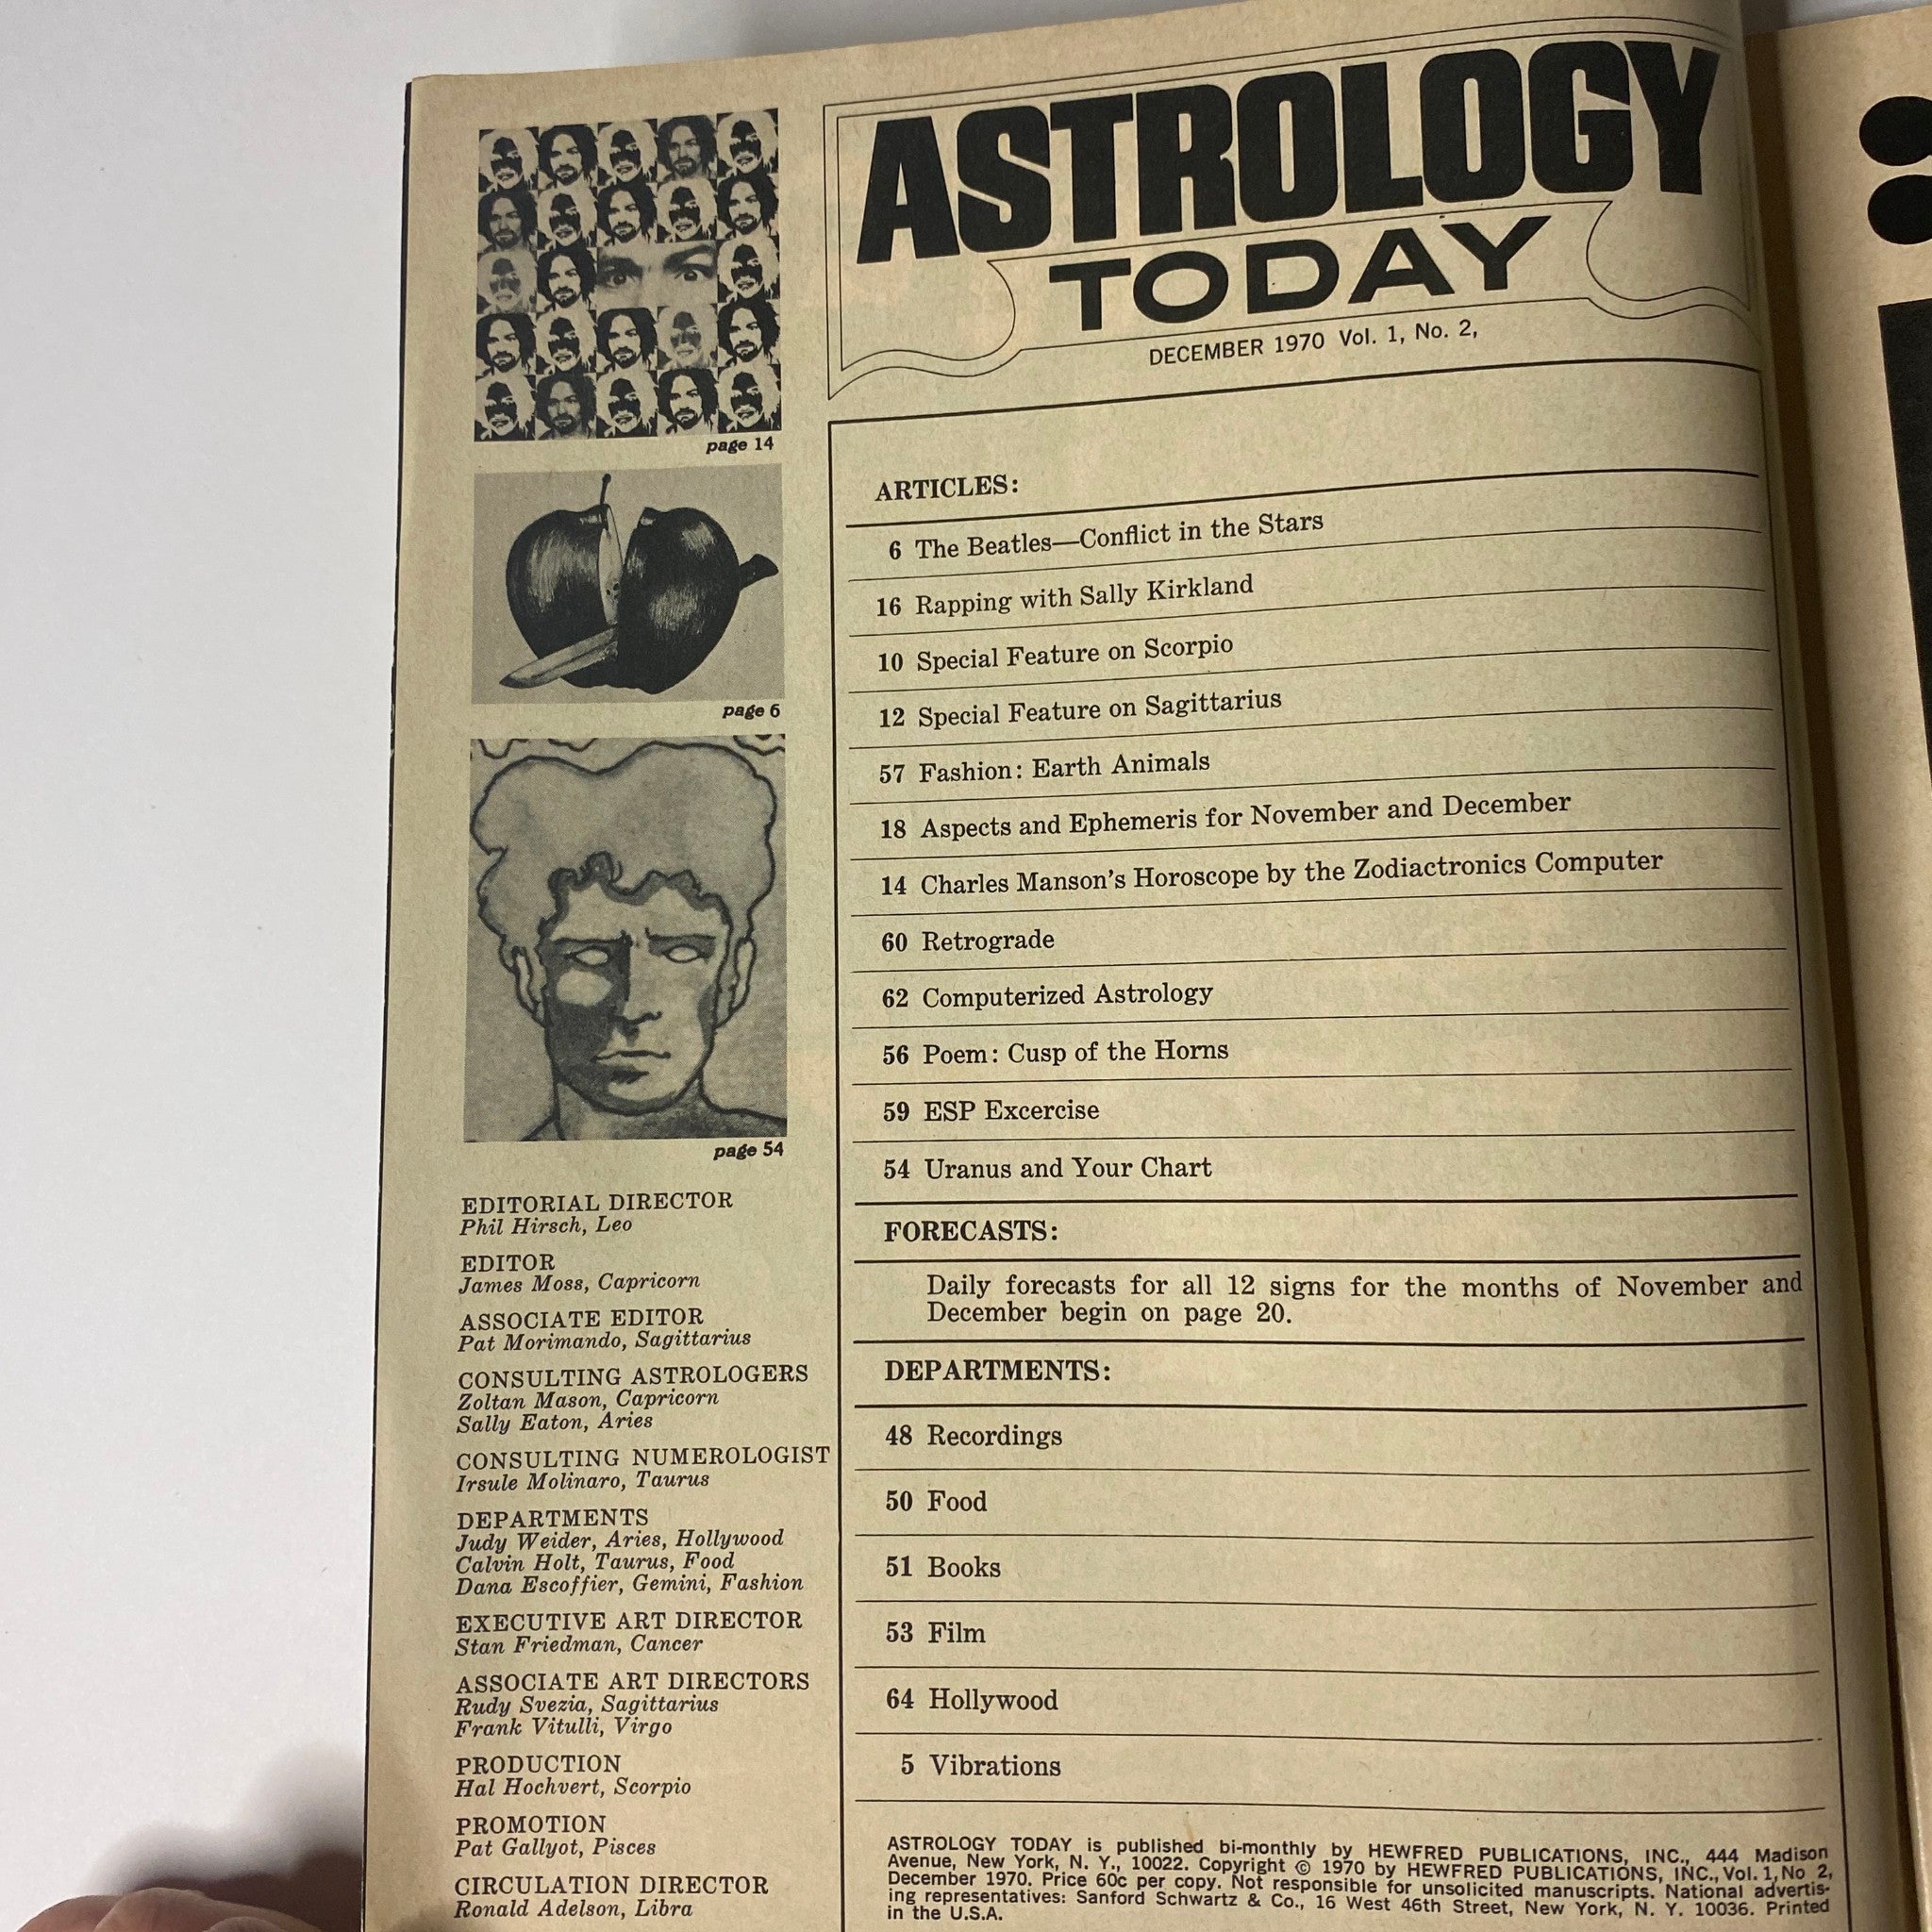 page 14
page 6
page 54
EDITORIAL DIRECTOR
Phil Hirsch, Leo
EDITOR
James Moss, Capricorn
ASSOCIATE EDITOR
Pat Morimando, Sagittarius
CONSULTING ASTROLOGERS
Zoltan Mason, Capricorn
Sally Eaton, Aries
CONSULTING NUMEROLOGIST
Irsule Molinaro, Taurus
DEPARTMENTS
Judy Weider, Aries, Hollywood
Calvin Holt, Taurus, Food
Dana Escoffier, Gemini, Fashion
EXECUTIVE ART DIRECTOR
Stan Friedman, Cancer
ASSOCIATE ART DIRECTORS
Rudy Svezia, Sagittarius
Frank Vitulli, Virgo
PRODUCTION
Hal Hochvert, Scorpio
PROMOTION
Pat Gallyot, Pisces
CIRCULATION DIRECTOR
Ronald Adelson, Libra
ASTROLOGY
TODAY
DECEMBER 1970 Vol. 1, No. 2,
ARTICLES:
6 The Beatles—Conflict in the Stars
16 Rapping with Sally Kirkland
10 Special Feature on Scorpio
12 Special Feature on Sagittarius
57 Fashion: Earth Animals
18 Aspects and Ephemeris for November and December
14 Charles Manson's Horoscope by the Zodiactronics Computer
60 Retrograde
62 Computerized Astrology
56 Poem: Cusp of the Horns
59 ESP Excercise
54 Uranus and Your Chart
FORECASTS:
Daily forecasts for all 12 signs for the months of November and
December begin on page 20.
DEPARTMENTS:
48 Recordings
50 Food
51 Books
53 Film
64 Hollywood
5 Vibrations
ASTROLOGY TODAY is published bi-monthly by HEWFRED PUBLICATIONS, INC., 444 Madison
Avenue, New York, N. Y., 10022. Copyright © 1970 by HEWFRED PUBLICATIONS, INC., Vol. 1, No 2,
December 1970. Price 60c per copy. Not responsible for unsolicited manuscripts. National advertis-
ing representatives: Sanford Schwartz & Co., 16 West 46th Street, New York, N. Y. 10036. Printed
in the U.S.A.